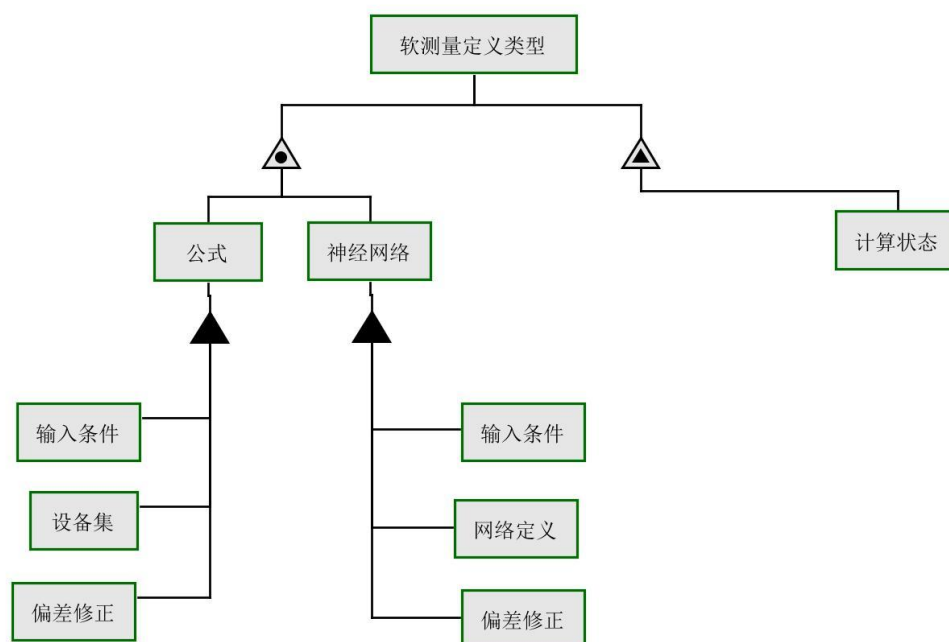 软测量定义类型
公式
神经网络
计算状态
输入条件
设备集
偏差修正
输入条件
网络定义
偏差修正